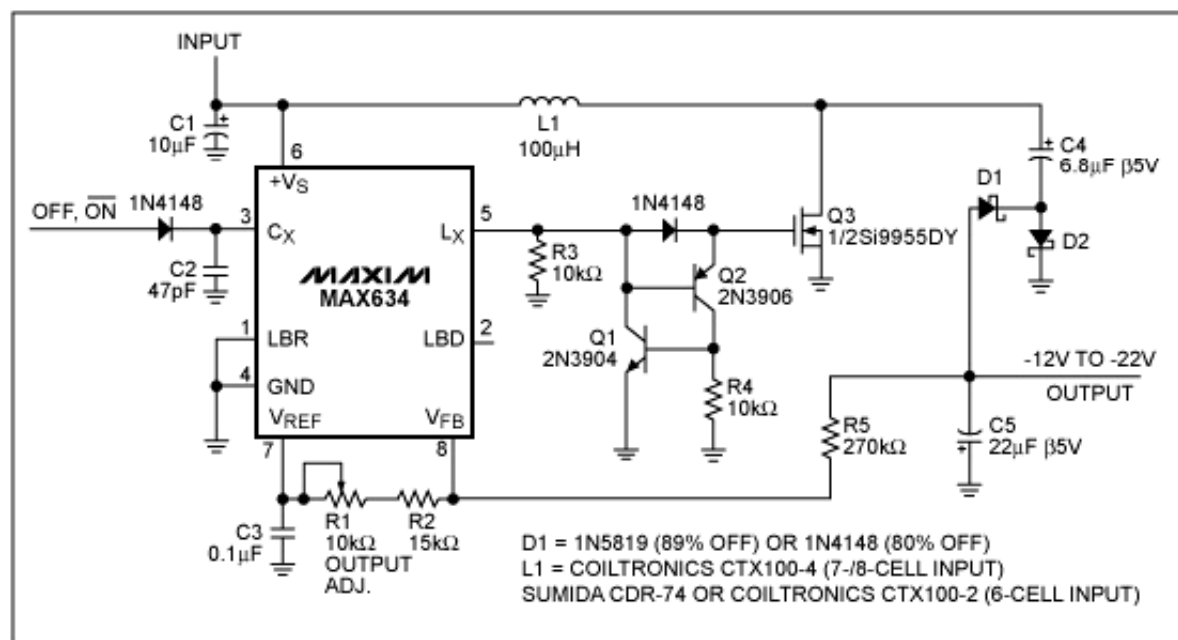 INPUT
C1
10µF
6
+VS
L1
100µH
C4
6.8µF β5V
D1
D2
OFF, ON
1N4148
3
CX
LX
5
1N4148
Q3
1/2Si9955DY
C2
47pF
MAXIM
MAX634
R3
10kΩ
Q2
2N3906
1
LBR
LBD
2
Q1
2N3904
4
GND
VREF
VFB
7
8
R4
10kΩ
R5
270kΩ
-12V TO -22V
OUTPUT
C5
22µF β5V
C3
0.1µF
R1
10kΩ
OUTPUT
ADJ.
R2
15kΩ
D1 = 1N5819 (89% OFF) OR 1N4148 (80% OFF)
L1 = COILTRONICS CTX100-4 (7-/8-CELL INPUT)
SUMIDA CDR-74 OR COILTRONICS CTX100-2 (6-CELL INPUT)